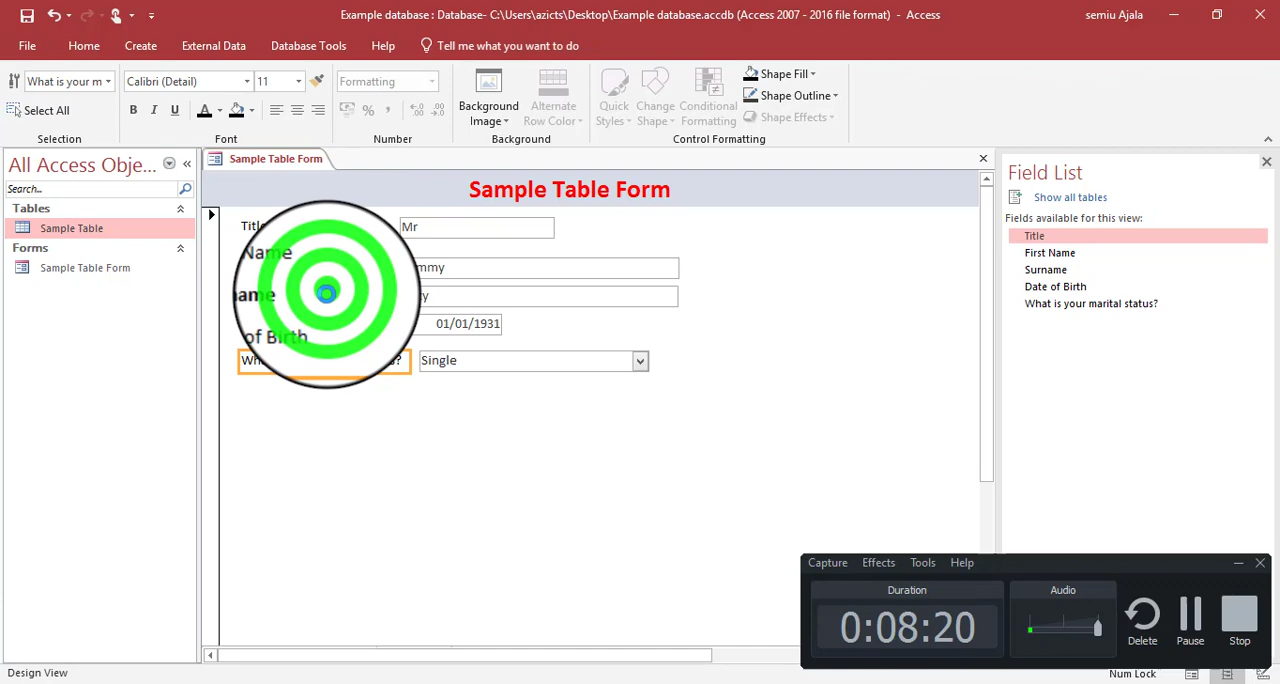 Example database : Database- C:\Users\azicts\Desktop\Example database.accdb (Access 2007 - 2016 file format) - Access
semiu Ajala
File Home Create External Data Database Tools Help Tell me what you want to do
What is your m
Calibri (Detail) 11
Formatting
Select All
B I U A
% ,
Background Image
Alternate Row Color
Quick Styles
Change Shape
Conditional Formatting
Shape Fill
Shape Outline
Shape Effects
Selection Font Number Background Control Formatting
All Access Obje...
Search...
Tables
Sample Table
Forms
Sample Table Form
Sample Table Form
Sample Table Form
Mr
Name
01/01/1931
of Birth
Single
Field List
Show all tables
Fields available for this view:
Title
First Name
Surname
Date of Birth
What is your marital status?
Capture Effects Tools Help
Duration
0:08:20
Audio
Delete Pause Stop
Design View
Num Lock